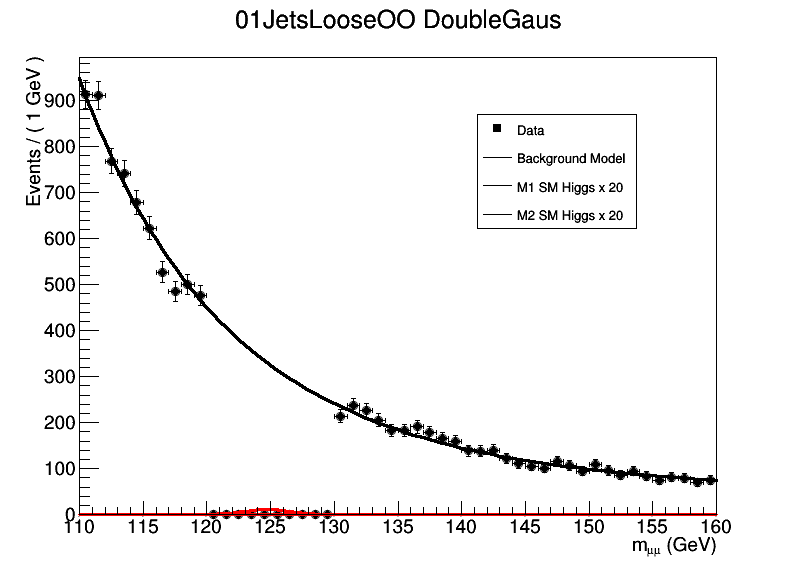 01JetsLooseOO DoubleGaus
Events / ( 1 GeV )
900
800
700
600
500
400
300
200
100
0
Data
Background Model
M1 SM Higgs x 20
M2 SM Higgs x 20
110 115 120 125 130 135 140 145 150 155 160
mμμ (GeV)